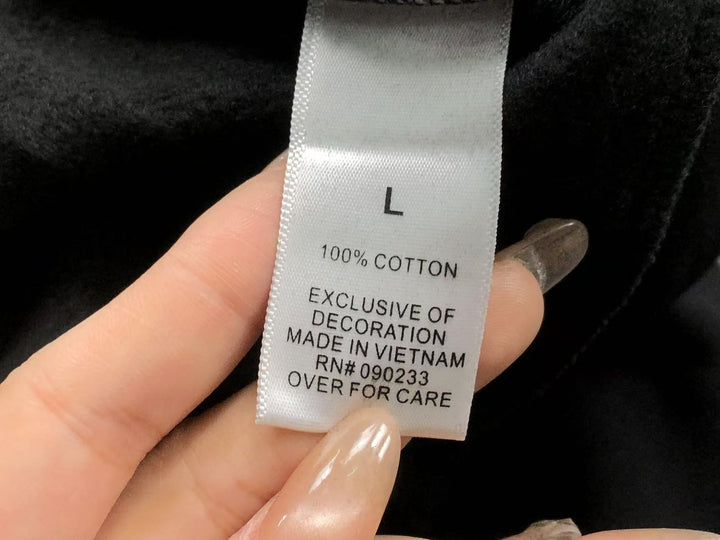 L
100% COTTON
EXCLUSIVE OF
DECORATION
MADE IN VIETNAM
RN# 090233
OVER FOR CARE